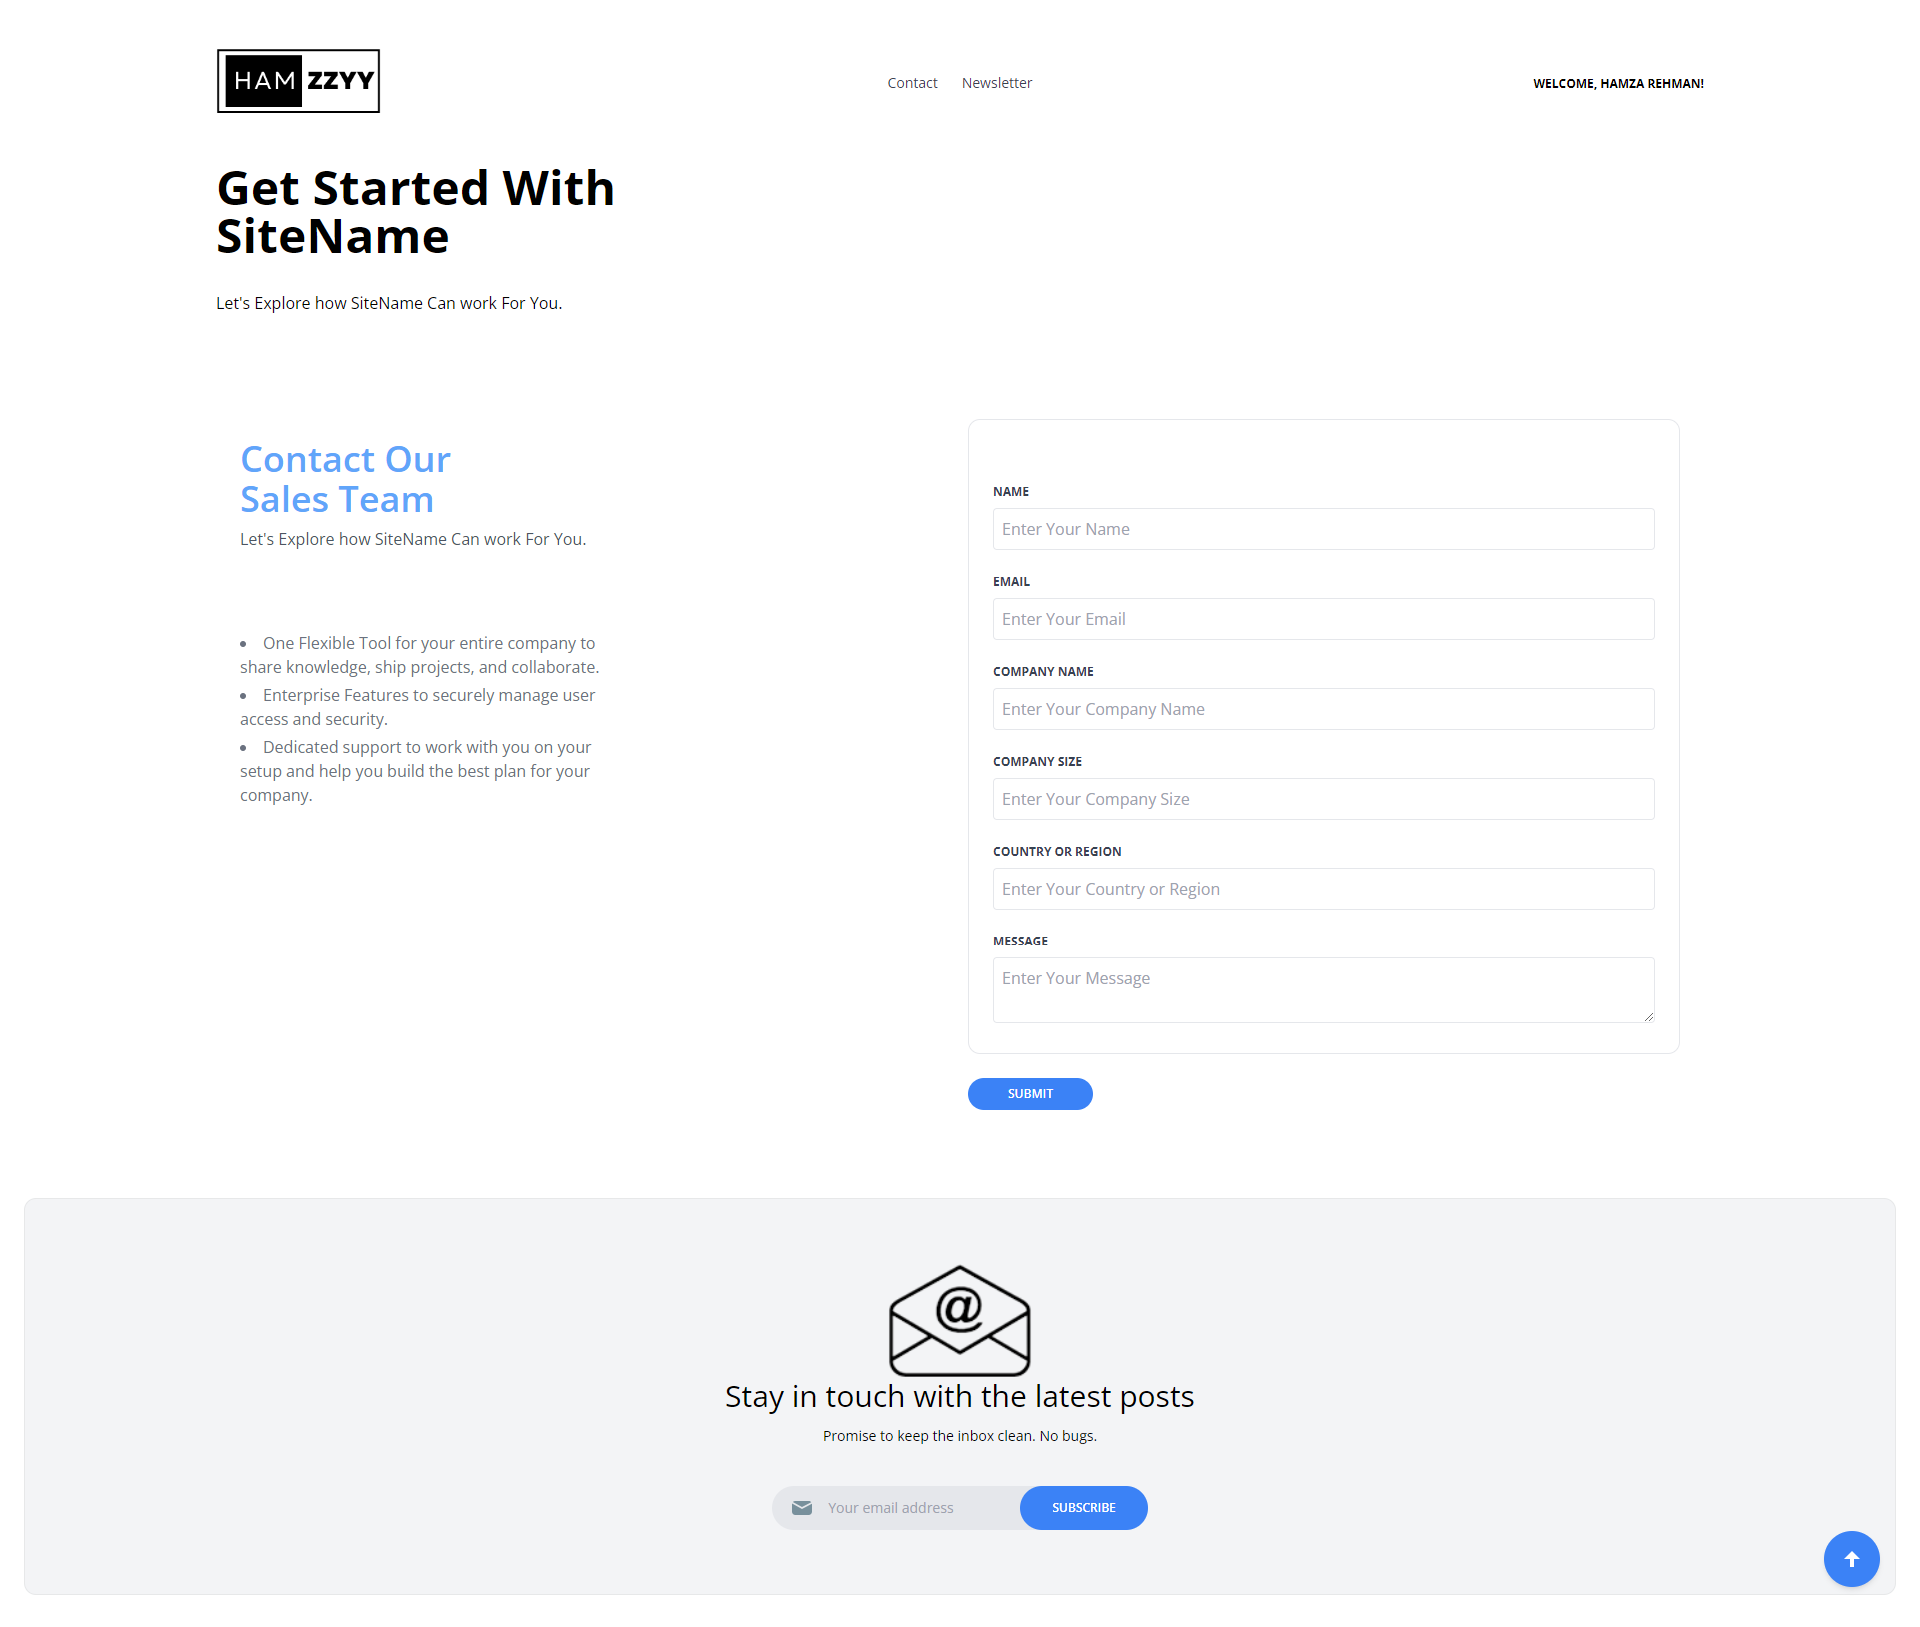 HAM ZZYY
Contact Newsletter
WELCOME, HAMZA REHMAN!
Get Started With
SiteName
Let's Explore how SiteName Can work For You.
Contact Our
Sales Team
Let's Explore how SiteName Can work For You.
• One Flexible Tool for your entire company to
share knowledge, ship projects, and collaborate.
• Enterprise Features to securely manage user
access and security.
• Dedicated support to work with you on your
setup and help you build the best plan for your
company.
NAME
Enter Your Name
EMAIL
Enter Your Email
COMPANY NAME
Enter Your Company Name
COMPANY SIZE
Enter Your Company Size
COUNTRY OR REGION
Enter Your Country or Region
MESSAGE
Enter Your Message
SUBMIT
@
Stay in touch with the latest posts
Promise to keep the inbox clean. No bugs.
Your email address
SUBSCRIBE